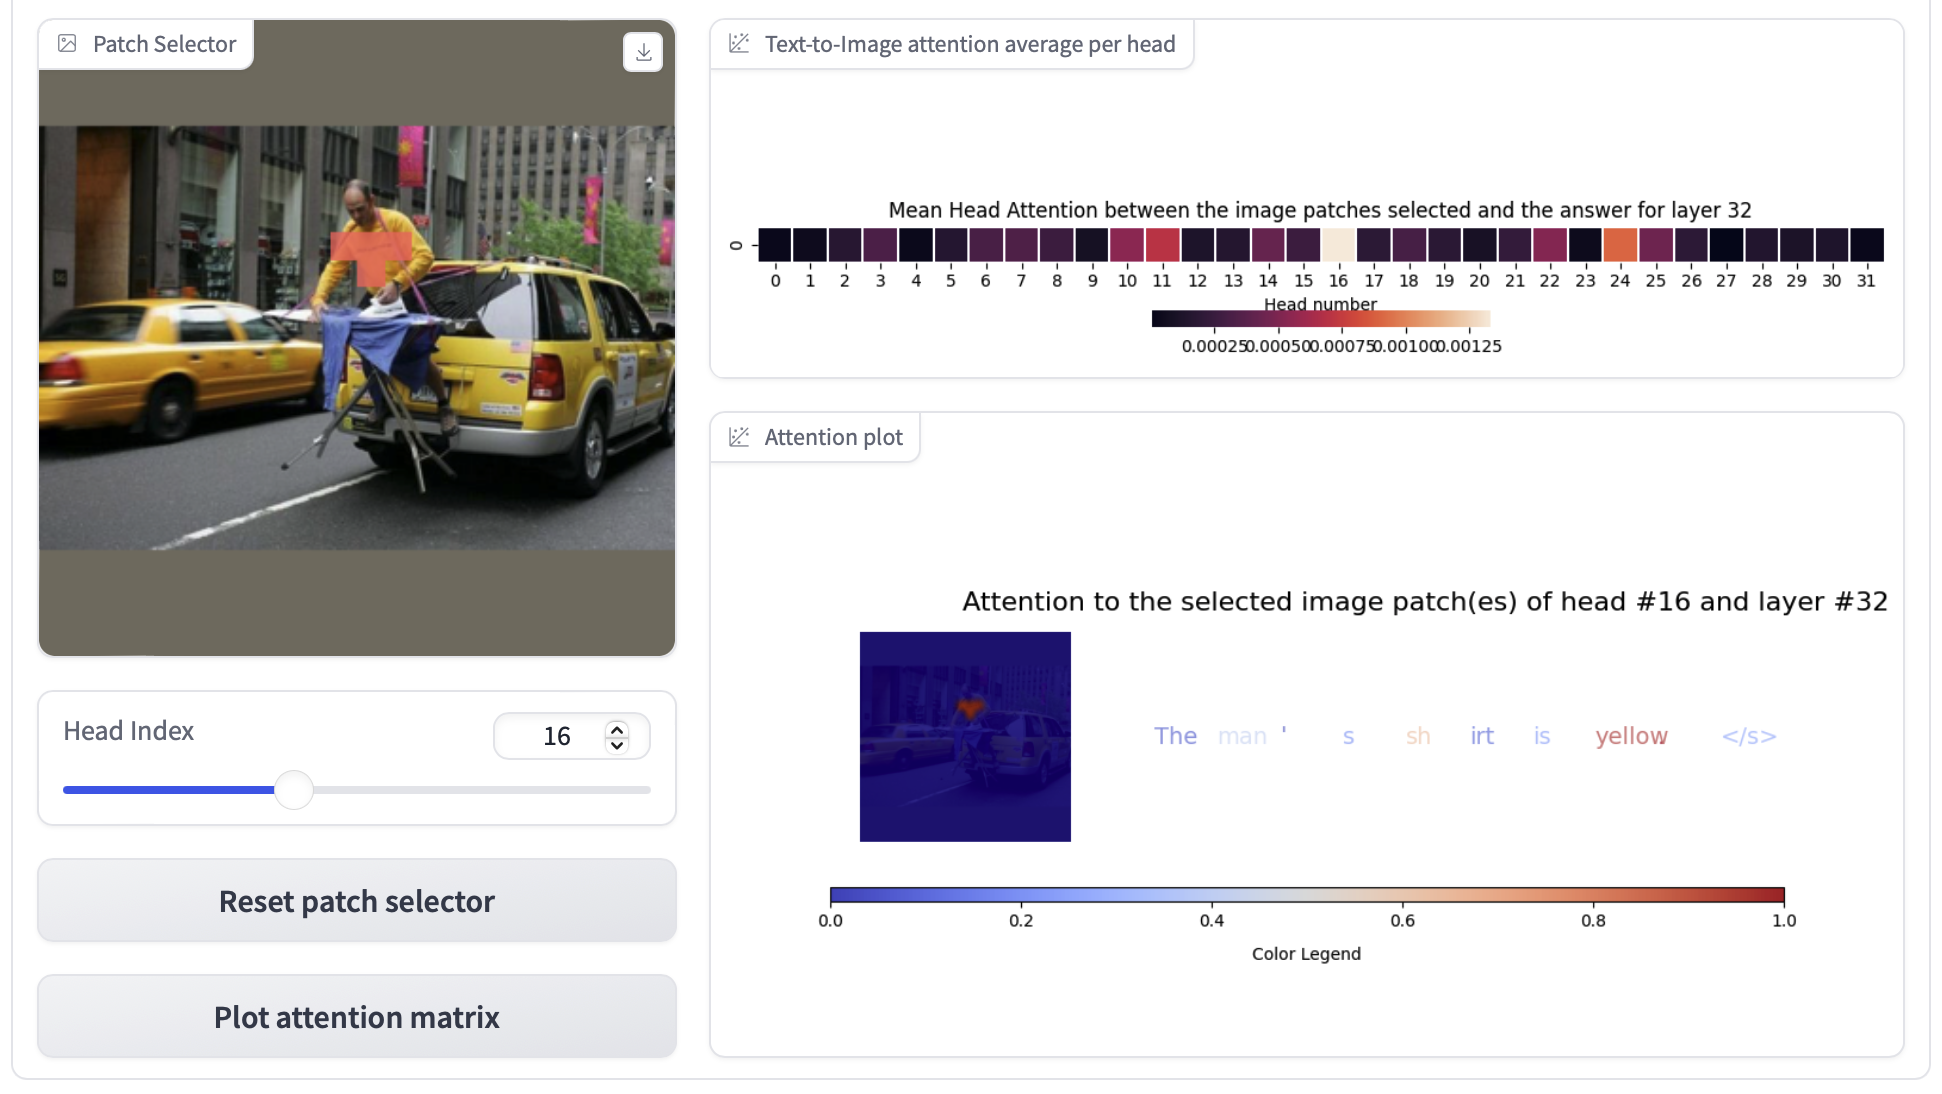 Patch Selector
Text-to-Image attention average per head
Mean Head Attention between the image patches selected and the answer for layer 32
0
0 1 2 3 4 5 6 7 8 9 10 11 12 13 14 15 16 17 18 19 20 21 22 23 24 25 26 27 28 29 30 31
Head number
0.00025 0.00050 0.00075 0.00100 0.00125
Attention plot
Attention to the selected image patch(es) of head #16 and layer #32
The man ' s sh irt is yellow </s>
0.0 0.2 0.4 0.6 0.8 1.0
Color Legend
Head Index
16
Reset patch selector
Plot attention matrix